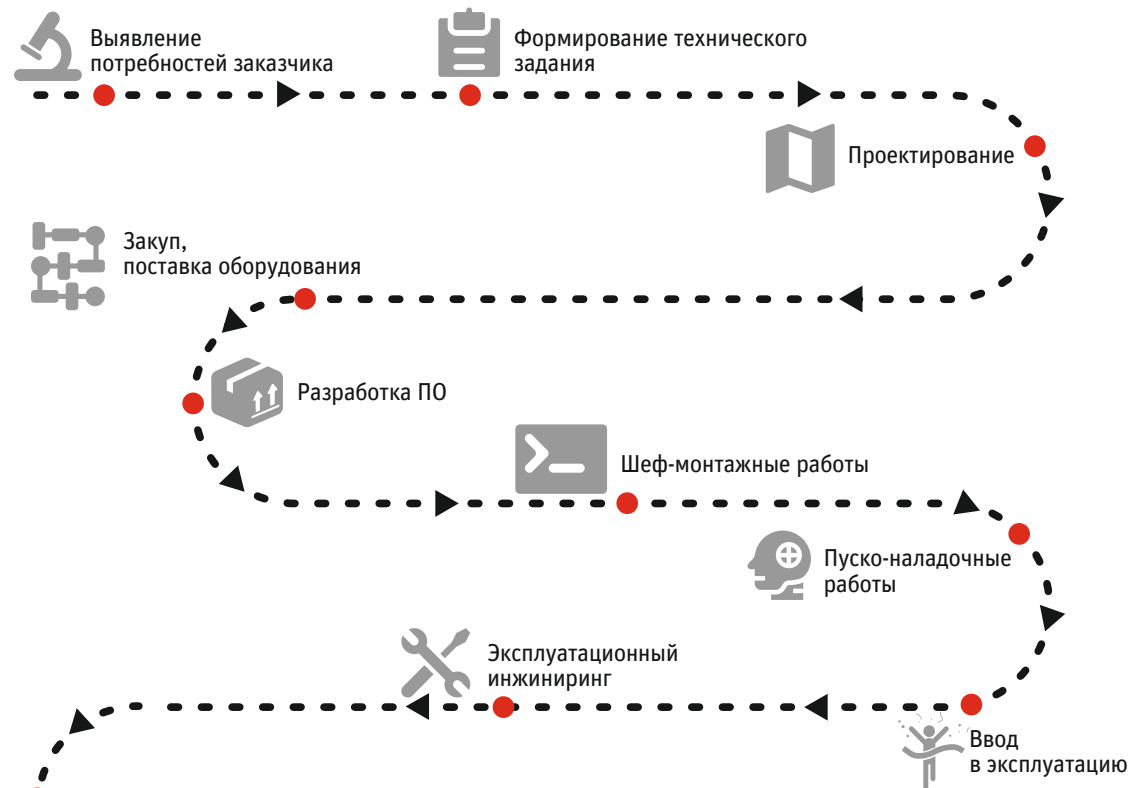 Выявление
потребностей заказчика
Формирование технического
задания
Проектирование
Закуп,
поставка оборудования
Разработка ПО
Шеф-монтажные работы
Пуско-наладочные
работы
Эксплуатационный
инжиниринг
Ввод
в эксплуатацию